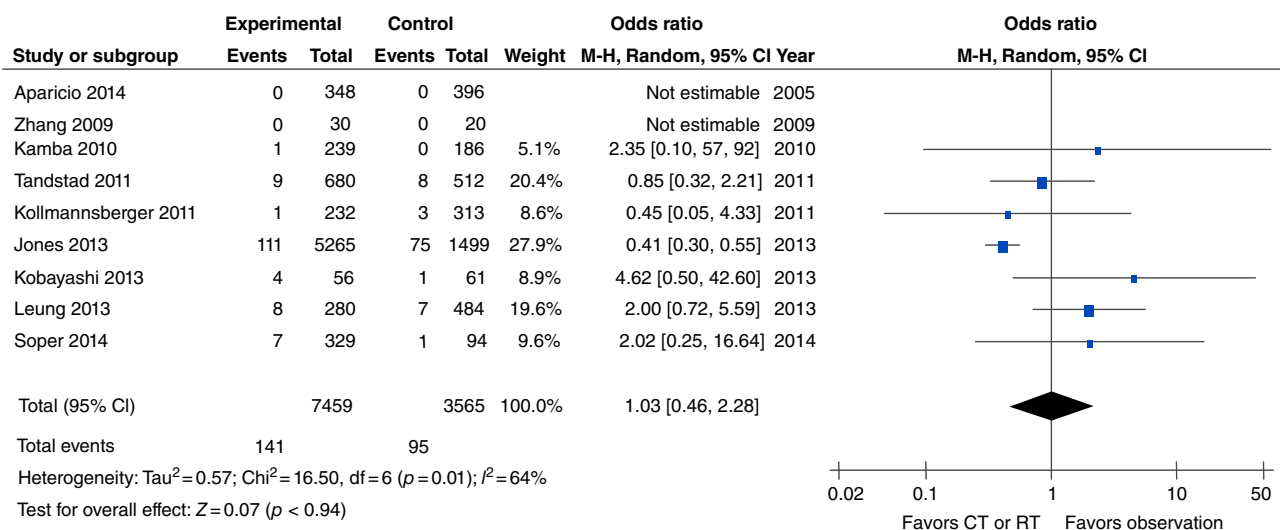 Experimental Control Odds ratio Odds ratio
Study or subgroup Events Total Events Total Weight M-H, Random, 95% CI Year M-H, Random, 95% CI
Aparicio 2014 0 348 0 396 Not estimable 2005
Zhang 2009 0 30 0 20 Not estimable 2009
Kamba 2010 1 239 0 186 5.1% 2.35 [0.10, 57, 92] 2010
Tandstad 2011 9 680 8 512 20.4% 0.85 [0.32, 2.21] 2011
Kollmannsberger 2011 1 232 3 313 8.6% 0.45 [0.05, 4.33] 2011
Jones 2013 111 5265 75 1499 27.9% 0.41 [0.30, 0.55] 2013
Kobayashi 2013 4 56 1 61 8.9% 4.62 [0.50, 42.60] 2013
Leung 2013 8 280 7 484 19.6% 2.00 [0.72, 5.59] 2013
Soper 2014 7 329 1 94 9.6% 2.02 [0.25, 16.64] 2014
Total (95% CI) 7459 3565 100.0% 1.03 [0.46, 2.28]
Total events 141 95
Heterogeneity: Tau²=0.57; Chi²=16.50, df=6 (p=0.01); I²=64%
Test for overall effect: Z=0.07 (p < 0.94)
0.02 0.1 1 10 50
Favors CT or RT Favors observation